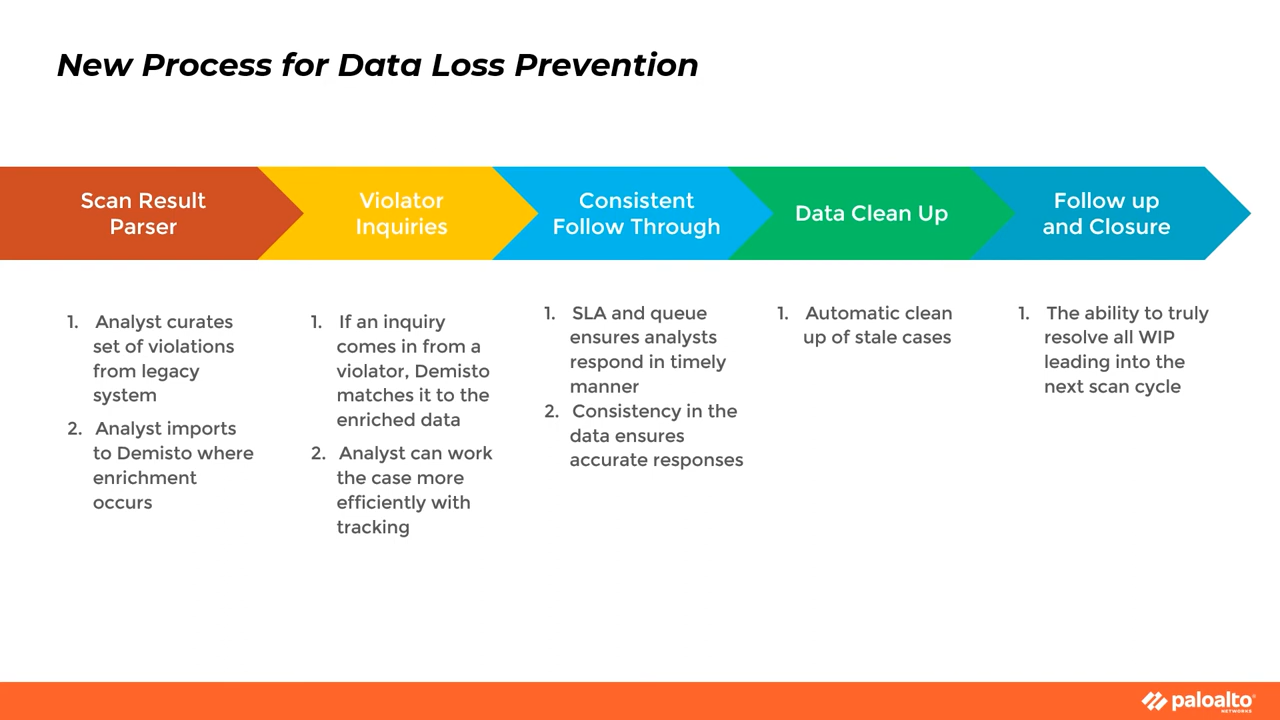 New Process for Data Loss Prevention
Scan Result
Parser
Violator
Inquiries
Consistent
Follow Through
Data Clean Up
Follow up
and Closure
1. Analyst curates
set of violations
from legacy
system
2. Analyst imports
to Demisto where
enrichment
occurs
1. If an inquiry
comes in from a
violator, Demisto
matches it to the
enriched data
2. Analyst can work
the case more
efficiently with
tracking
1. SLA and queue
ensures analysts
respond in timely
manner
2. Consistency in the
data ensures
accurate responses
1. Automatic clean
up of stale cases
1. The ability to truly
resolve all WIP
leading into the
next scan cycle
paloalto
NETWORKS